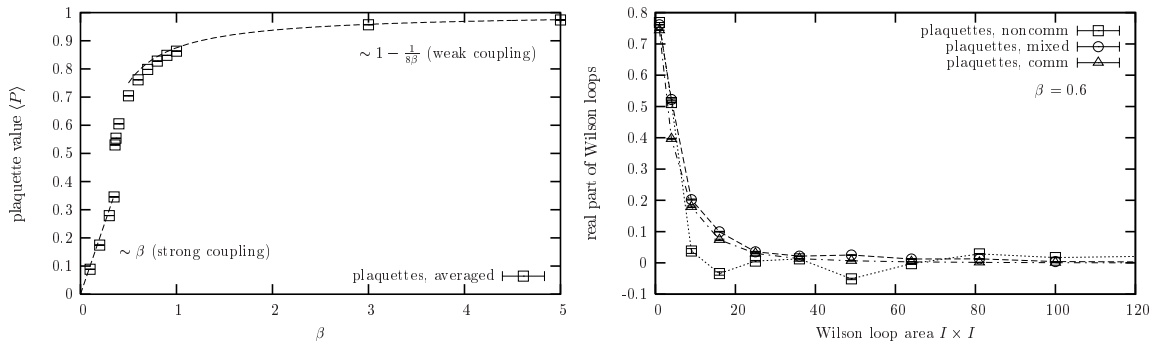 1
0.9
0.8
0.7
0.6
0.5
0.4
0.3
0.2
0.1
0
plaquette value ⟨P⟩
∼ 1 − 1/8β (weak coupling)
∼ β (strong coupling)
plaquettes, averaged
0 1 2 3 4 5
β
0.8
0.7
0.6
0.5
0.4
0.3
0.2
0.1
0
-0.1
real part of Wilson loops
plaquettes, noncomm
plaquettes, mixed
plaquettes, comm
β = 0.6
0 20 40 60 80 100 120
Wilson loop area I × I